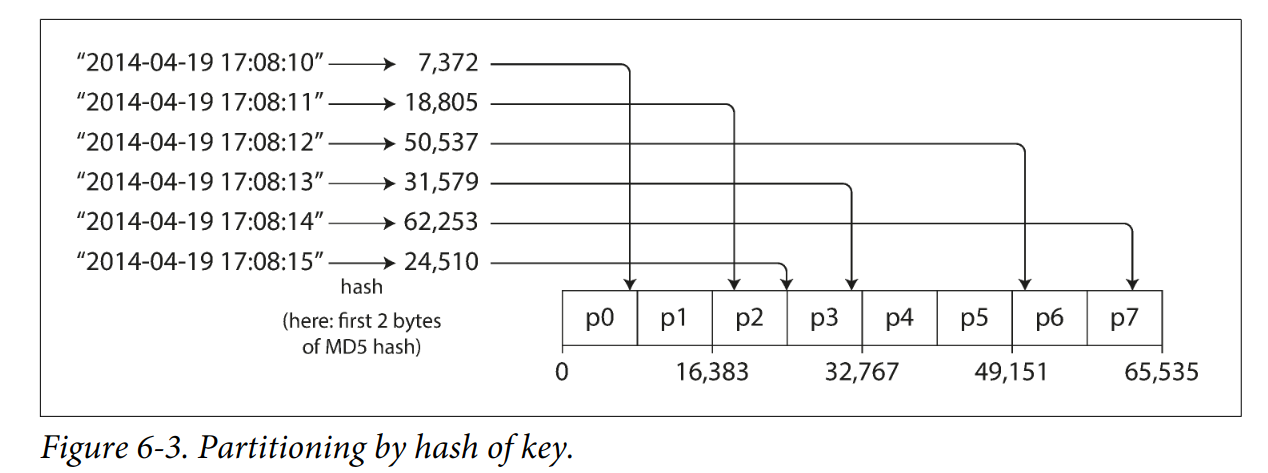 “2014-04-19 17:08:10” 7,372
“2014-04-19 17:08:11” 18,805
“2014-04-19 17:08:12” 50,537
“2014-04-19 17:08:13” 31,579
“2014-04-19 17:08:14” 62,253
“2014-04-19 17:08:15” 24,510
hash
(here: first 2 bytes
of MD5 hash)
p0 p1 p2 p3 p4 p5 p6 p7
0 16,383 32,767 49,151 65,535
Figure 6-3. Partitioning by hash of key.